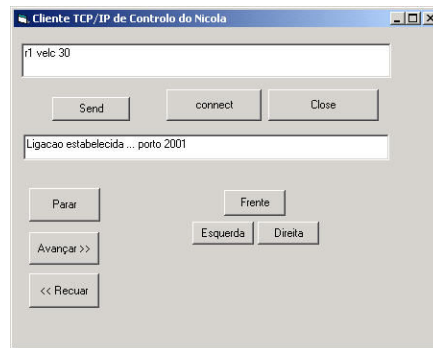 Cliente TCP/IP de Controlo do Nicola
r1 velc 30
Send
connect
Close
Ligacao estabelecida ... porto 2001
Parar
Frente
Esquerda
Direita
Avançar >>
<< Recuar